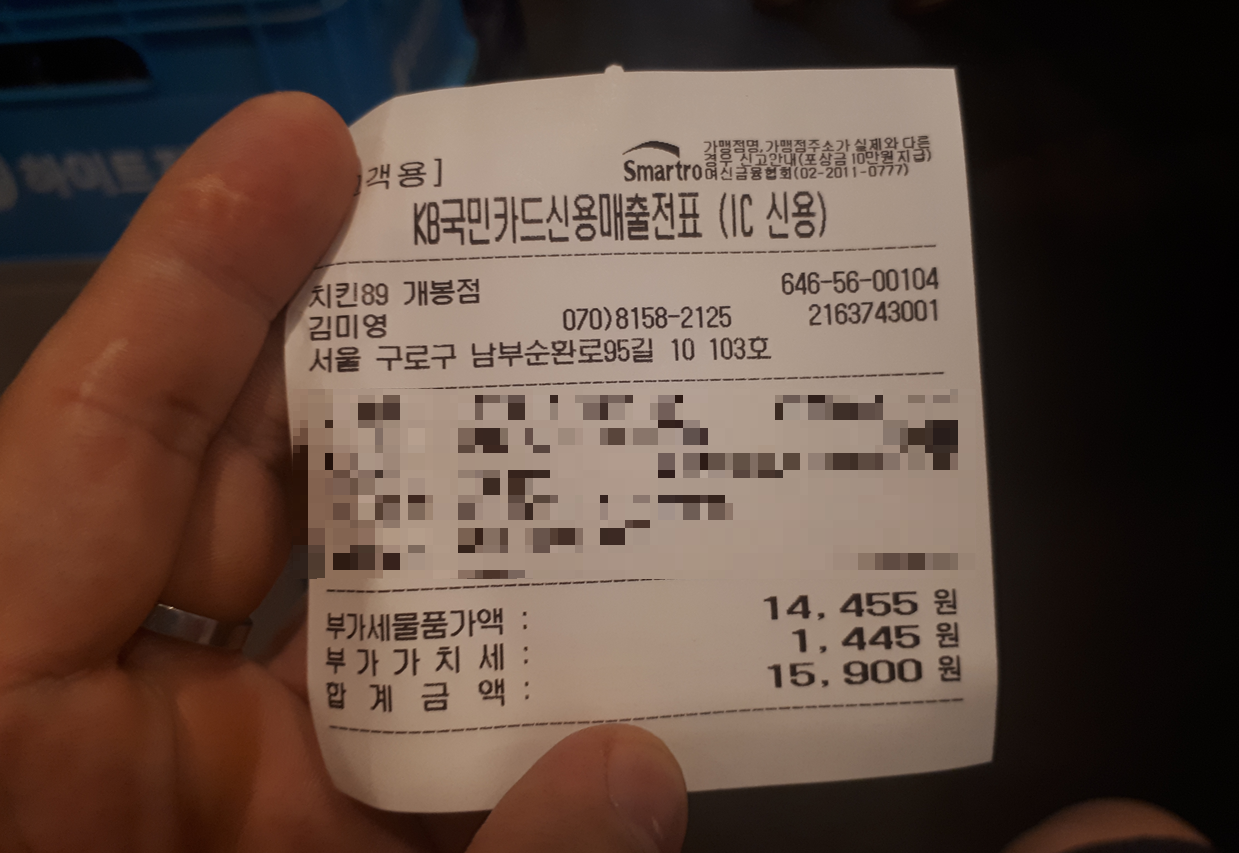 하이트
객용]
Smartro
가맹점명,가맹점주소가 실제와 다른
경우 신고안내(포상금 10만원 지급)
여신금융협회(02-2011-0777)
KB국민카드신용매출전표 (IC 신용)
치킨89 개봉점 646-56-00104
김미영 070)8158-2125 2163743001
서울 구로구 남부순환로95길 10 103호
부가세물품가액 : 14,455 원
부 가 가 치 세 : 1,445 원
합 계 금 액 : 15,900 원